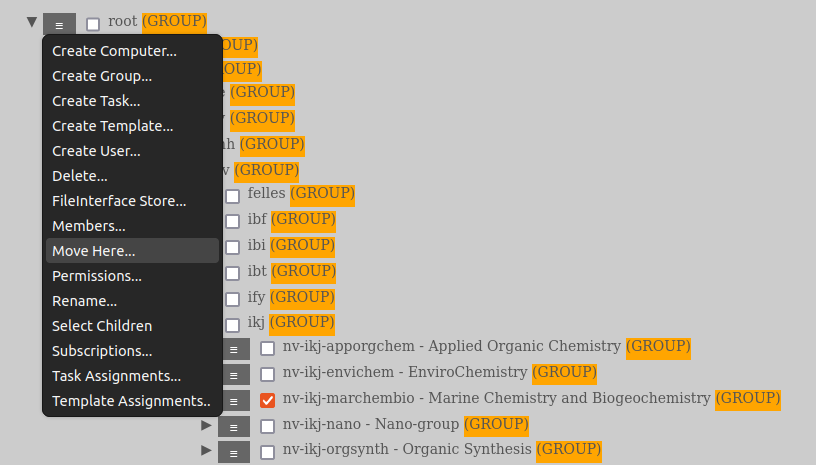 root (GROUP)
Create Computer...
Create Group...
Create Task...
Create Template...
Create User...
Delete...
FileInterface Store...
Members...
Move Here...
Permissions...
Rename...
Select Children
Subscriptions...
Task Assignments...
Template Assignments..
OUP)
OUP)
(GROUP)
(GROUP)
(GROUP)
(GROUP)
felles (GROUP)
ibf (GROUP)
ibi (GROUP)
ibt (GROUP)
ify (GROUP)
ikj (GROUP)
nv-ikj-apporgchem - Applied Organic Chemistry (GROUP)
nv-ikj-envichem - EnviroChemistry (GROUP)
nv-ikj-marchembio - Marine Chemistry and Biogeochemistry (GROUP)
nv-ikj-nano - Nano-group (GROUP)
nv-ikj-orgsynth - Organic Synthesis (GROUP)